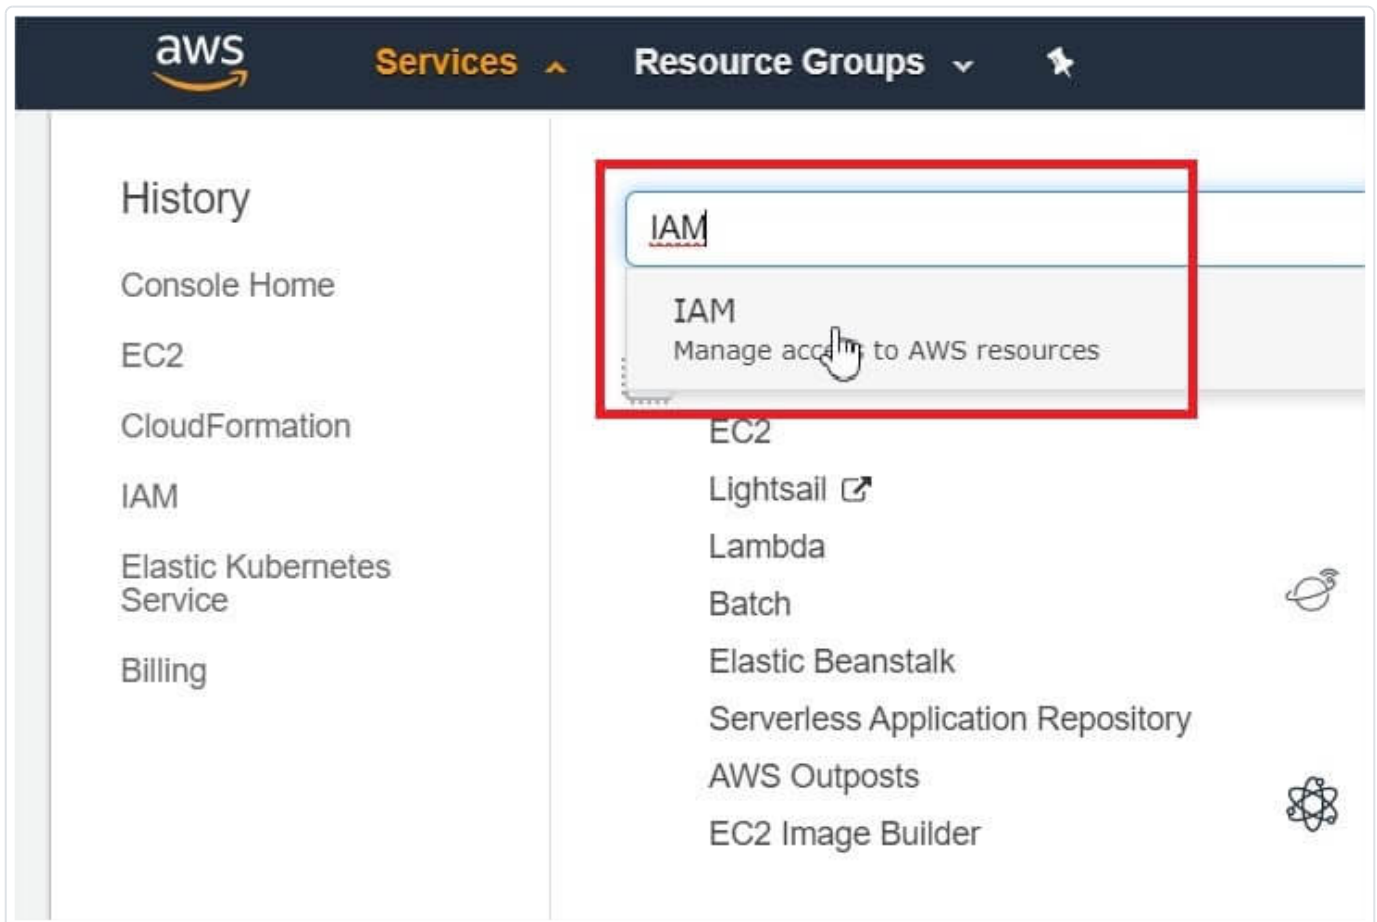 aws
Services
Resource Groups
History
Console Home
EC2
CloudFormation
IAM
Elastic Kubernetes
Service
Billing
IAM
IAM
Manage access to AWS resources
EC2
Lightsail
Lambda
Batch
Elastic Beanstalk
Serverless Application Repository
AWS Outposts
EC2 Image Builder